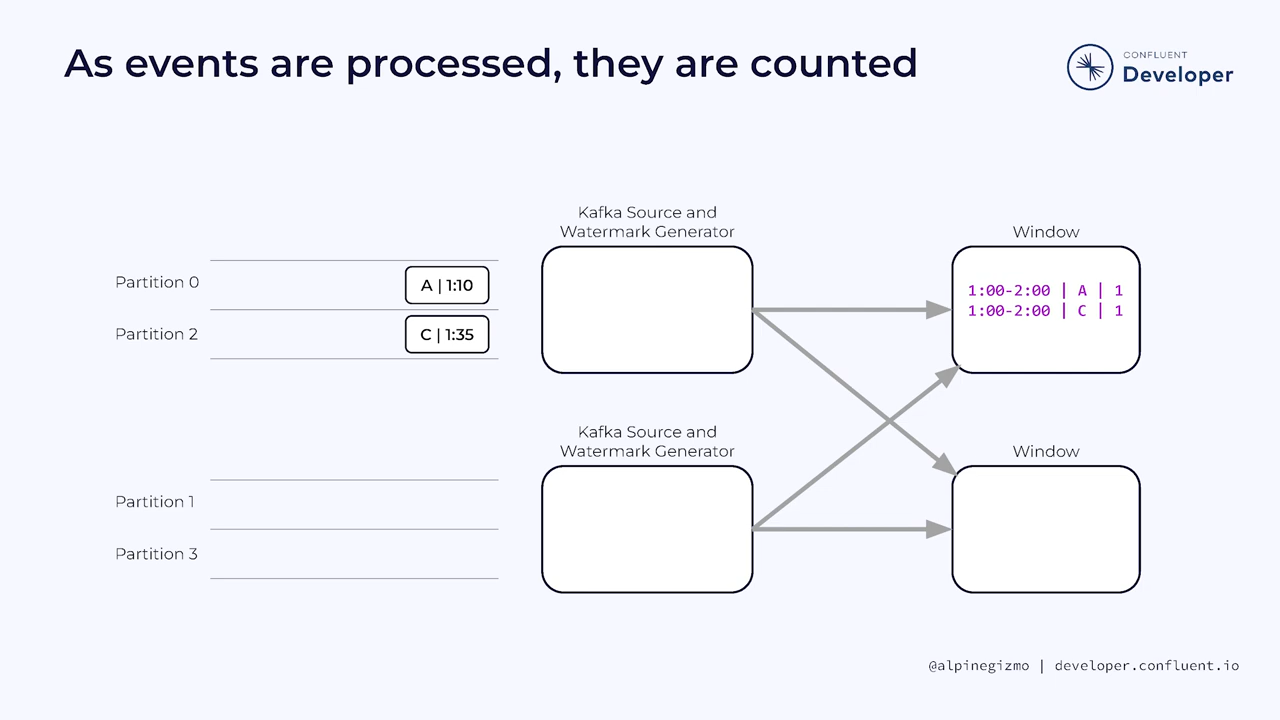 As events are processed, they are counted
CONFLUENT
Developer
Kafka Source and
Watermark Generator
Window
Partition 0
A | 1:10
1:00-2:00 | A | 1
1:00-2:00 | C | 1
Partition 2
C | 1:35
Kafka Source and
Watermark Generator
Window
Partition 1
Partition 3
@alpinegizmo | developer.confluent.io